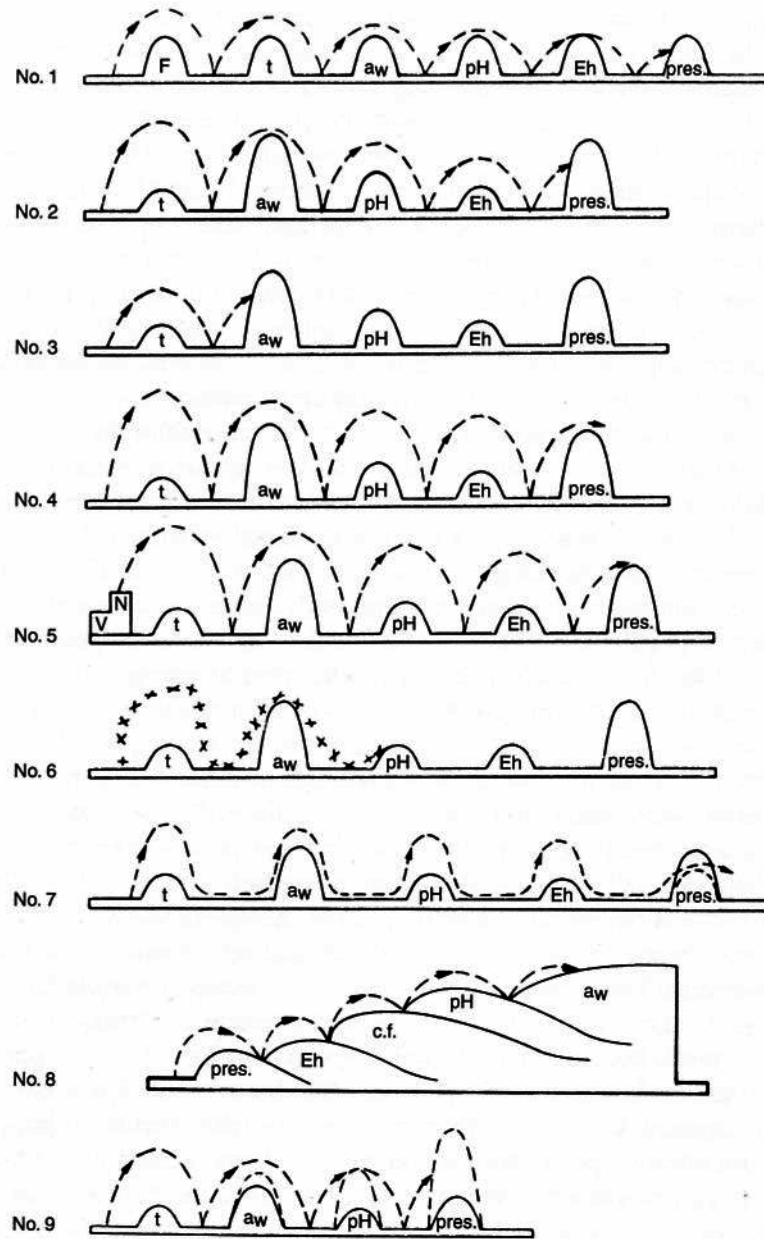 No. 1 F t aw pH Eh pres.
No. 2 t aw pH Eh pres.
No. 3 t aw pH Eh pres.
No. 4 t aw pH Eh pres.
No. 5 V N t aw pH Eh pres.
No. 6 t aw pH Eh pres.
No. 7 t aw pH Eh pres.
No. 8 pres. Eh c.f. pH aw
No. 9 t aw pH pres.